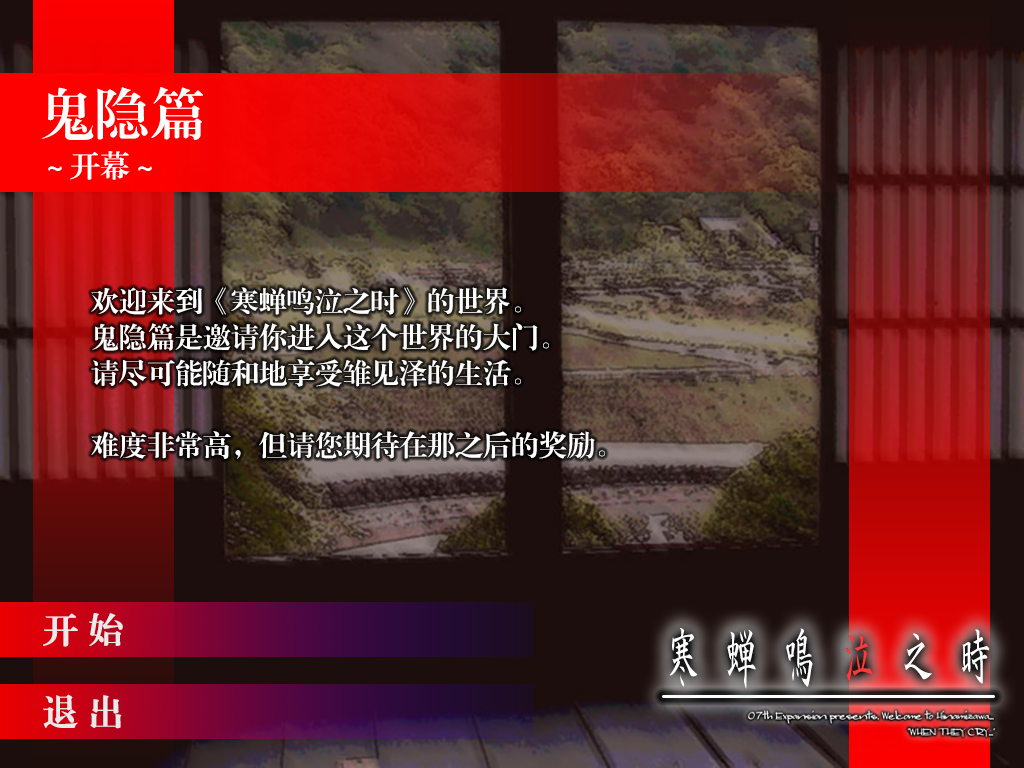 鬼隐篇
~ 开幕 ~
欢迎来到《寒蝉鸣泣之时》的世界。
鬼隐篇是邀请你进入这个世界的大门。
请尽可能随和地享受雏见泽的生活。
难度非常高，但请您期待在那之后的奖励。
开 始
退 出
寒 蝉 鳴 泣 之 時
07th Expansion presents. Welcome to Hinamizawa...
"WHEN THEY CRY..."